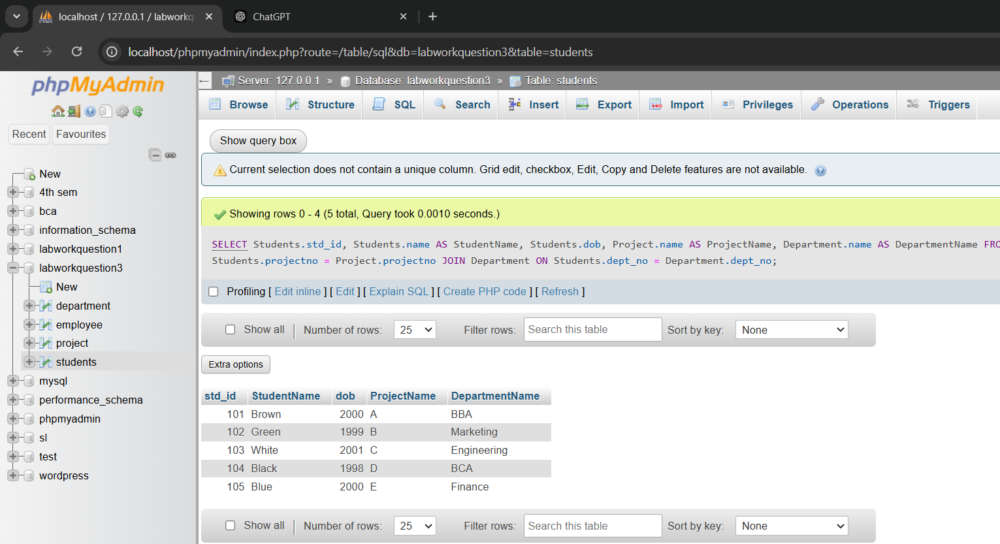 localhost / 127.0.0.1 / labworkq
ChatGPT
localhost/phpmyadmin/index.php?route=/table/sql&db=labworkquestion3&table=students
phpMyAdmin
Recent
Favourites
New
4th sem
bca
information_schema
labworkquestion1
labworkquestion3
New
department
employee
project
students
mysql
performance_schema
phpmyadmin
sl
test
wordpress
Server: 127.0.0.1 » Database: labworkquestion3 » Table: students
Browse Structure SQL Search Insert Export Import Privileges Operations Triggers
Show query box
Current selection does not contain a unique column. Grid edit, checkbox, Edit, Copy and Delete features are not available.
Showing rows 0 - 4 (5 total, Query took 0.0010 seconds.)
SELECT Students.std_id, Students.name AS StudentName, Students.dob, Project.name AS ProjectName, Department.name AS DepartmentName FRO
Students.projectno = Project.projectno JOIN Department ON Students.dept_no = Department.dept_no;
Profiling [ Edit inline ] [ Edit ] [ Explain SQL ] [ Create PHP code ] [ Refresh ]
Show all Number of rows: 25 Filter rows: Search this table Sort by key: None
Extra options
std_id StudentName dob ProjectName DepartmentName
101 Brown 2000 A BBA
102 Green 1999 B Marketing
103 White 2001 C Engineering
104 Black 1998 D BCA
105 Blue 2000 E Finance
Show all Number of rows: 25 Filter rows: Search this table Sort by key: None